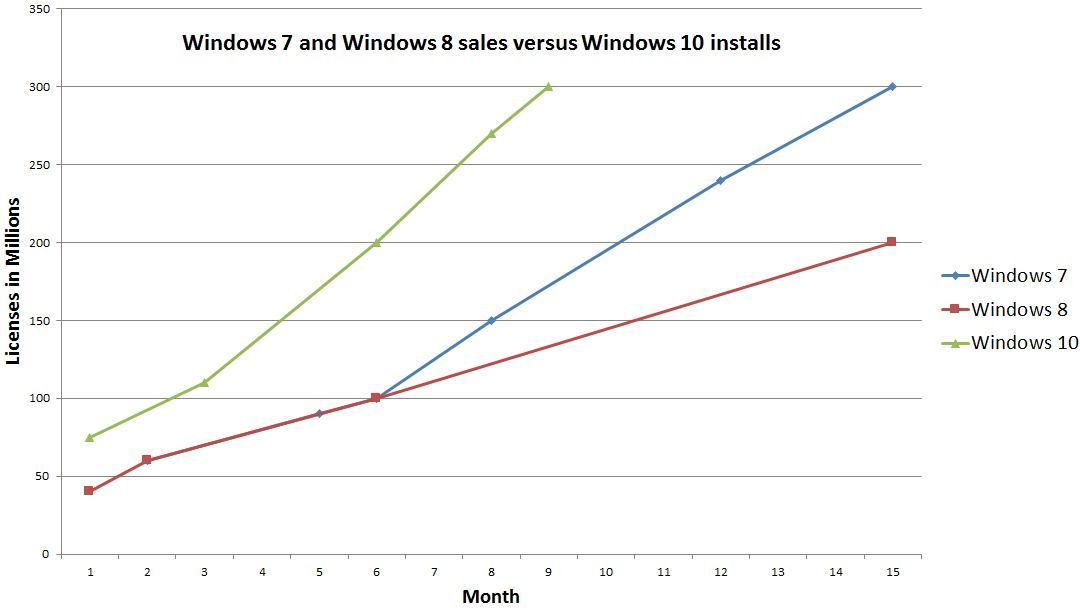 Windows 7 and Windows 8 sales versus Windows 10 installs
350
300
250
200
150
100
50
0
Licenses in Millions
1 2 3 4 5 6 7 8 9 10 11 12 13 14 15
Month
Windows 7
Windows 8
Windows 10